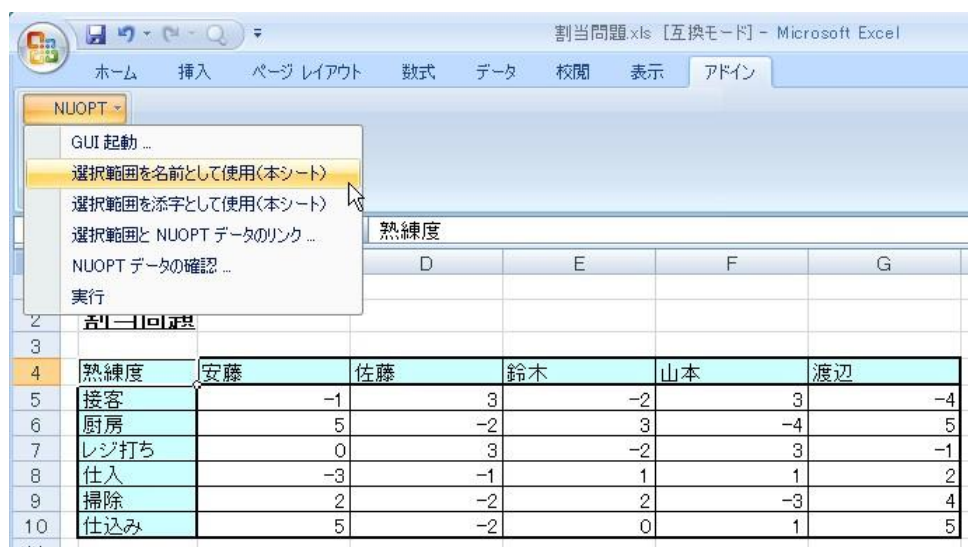 割当問題.xls [互換モード] - Microsoft Excel
ホーム 挿入 ページ レイアウト 数式 データ 校閲 表示 アドイン
NUOPT
GUI 起動 ...
選択範囲を名前として使用(本シート)
選択範囲を添字として使用(本シート)
選択範囲と NUOPT データのリンク ...
NUOPT データの確認 ...
実行
熟練度
D E F G
2 割当問題
3
4 熟練度 安藤 佐藤 鈴木 山本 渡辺
5 接客 -1 3 -2 3 -4
6 厨房 5 -2 3 -4 5
7 レジ打ち 0 3 -2 3 -1
8 仕入 -3 -1 1 1 2
9 掃除 2 -2 2 -3 4
10 仕込み 5 -2 0 1 5